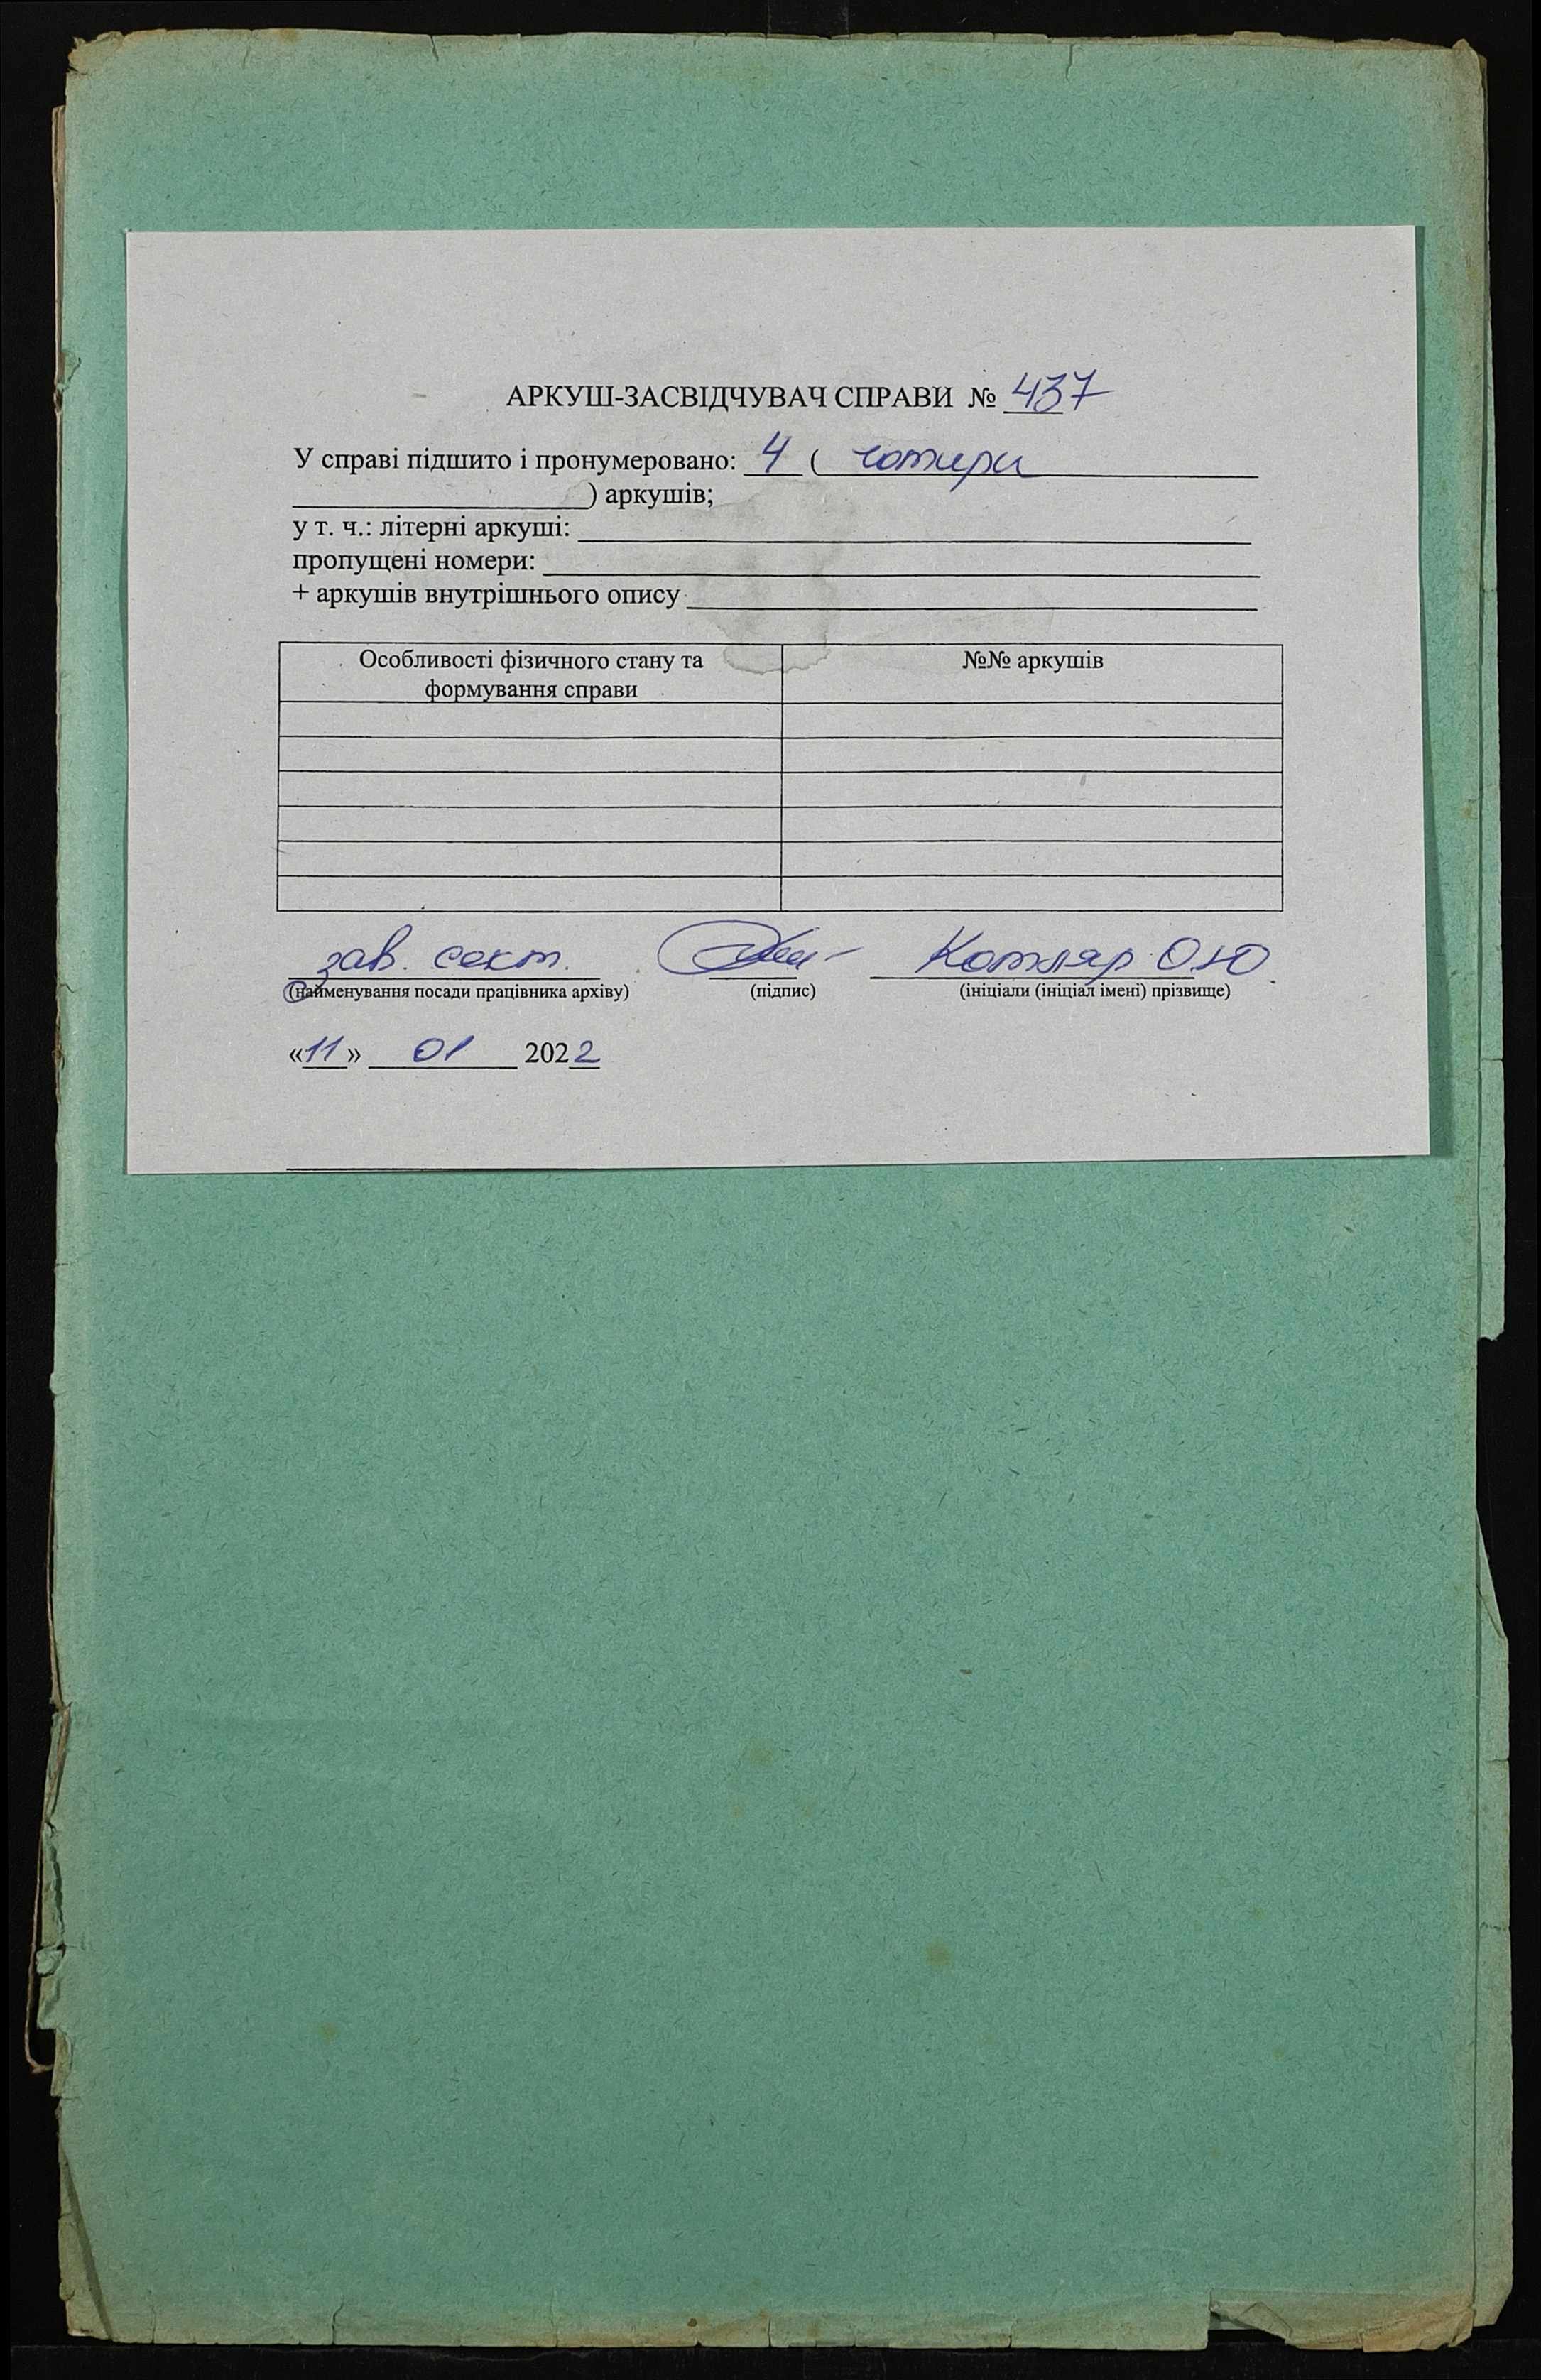 АРКУШ-ЗАСВІДЧУВАЧ СПРАВИ № 437
У справі підшито і пронумеровано: 4 ( чотири
) аркушів;
у т. ч.: літерні аркуші:
пропущені номери:
+ аркушів внутрішнього опису
Особливості фізичного стану та
формування справи
№№ аркушів
зав. сект. Котляр О.Ю
(найменування посади працівника архіву) (підпис) (ініціали (ініціал імені) прізвище)
«11» 01 2022